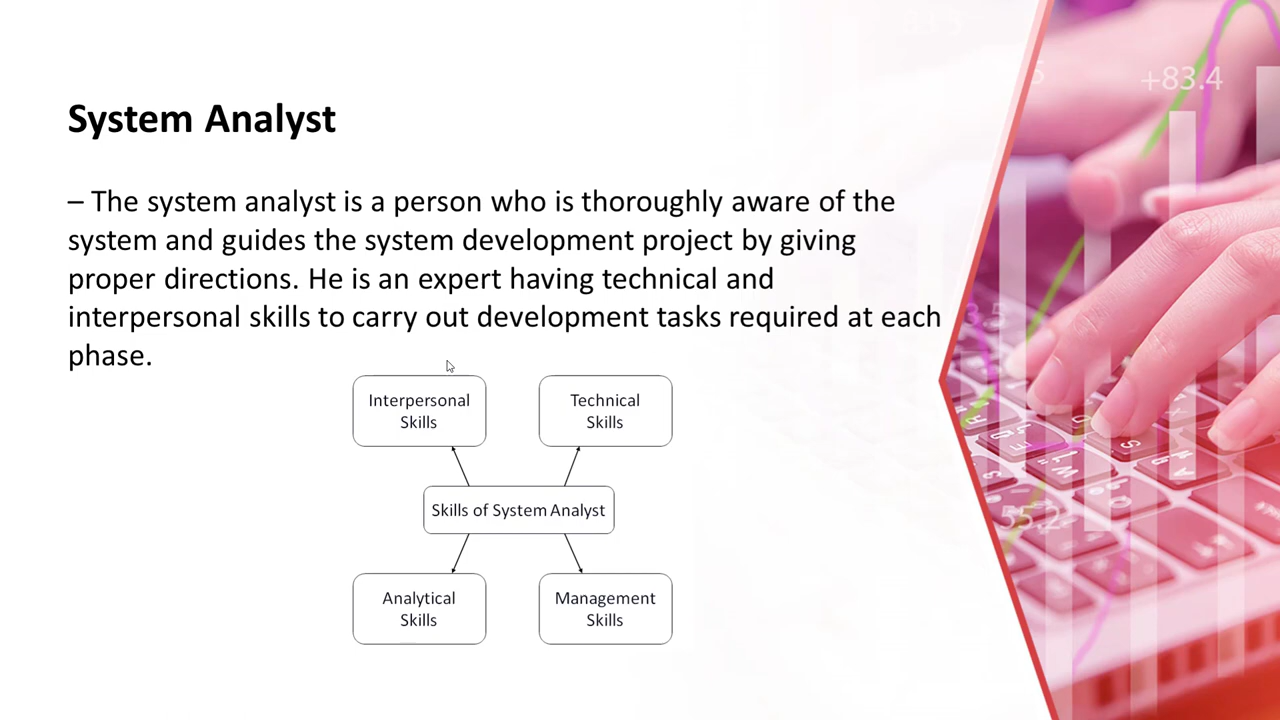 System Analyst
– The system analyst is a person who is thoroughly aware of the
system and guides the system development project by giving
proper directions. He is an expert having technical and
interpersonal skills to carry out development tasks required at each
phase.
Interpersonal
Skills
Technical
Skills
Skills of System Analyst
Analytical
Skills
Management
Skills
+83.4
55.2